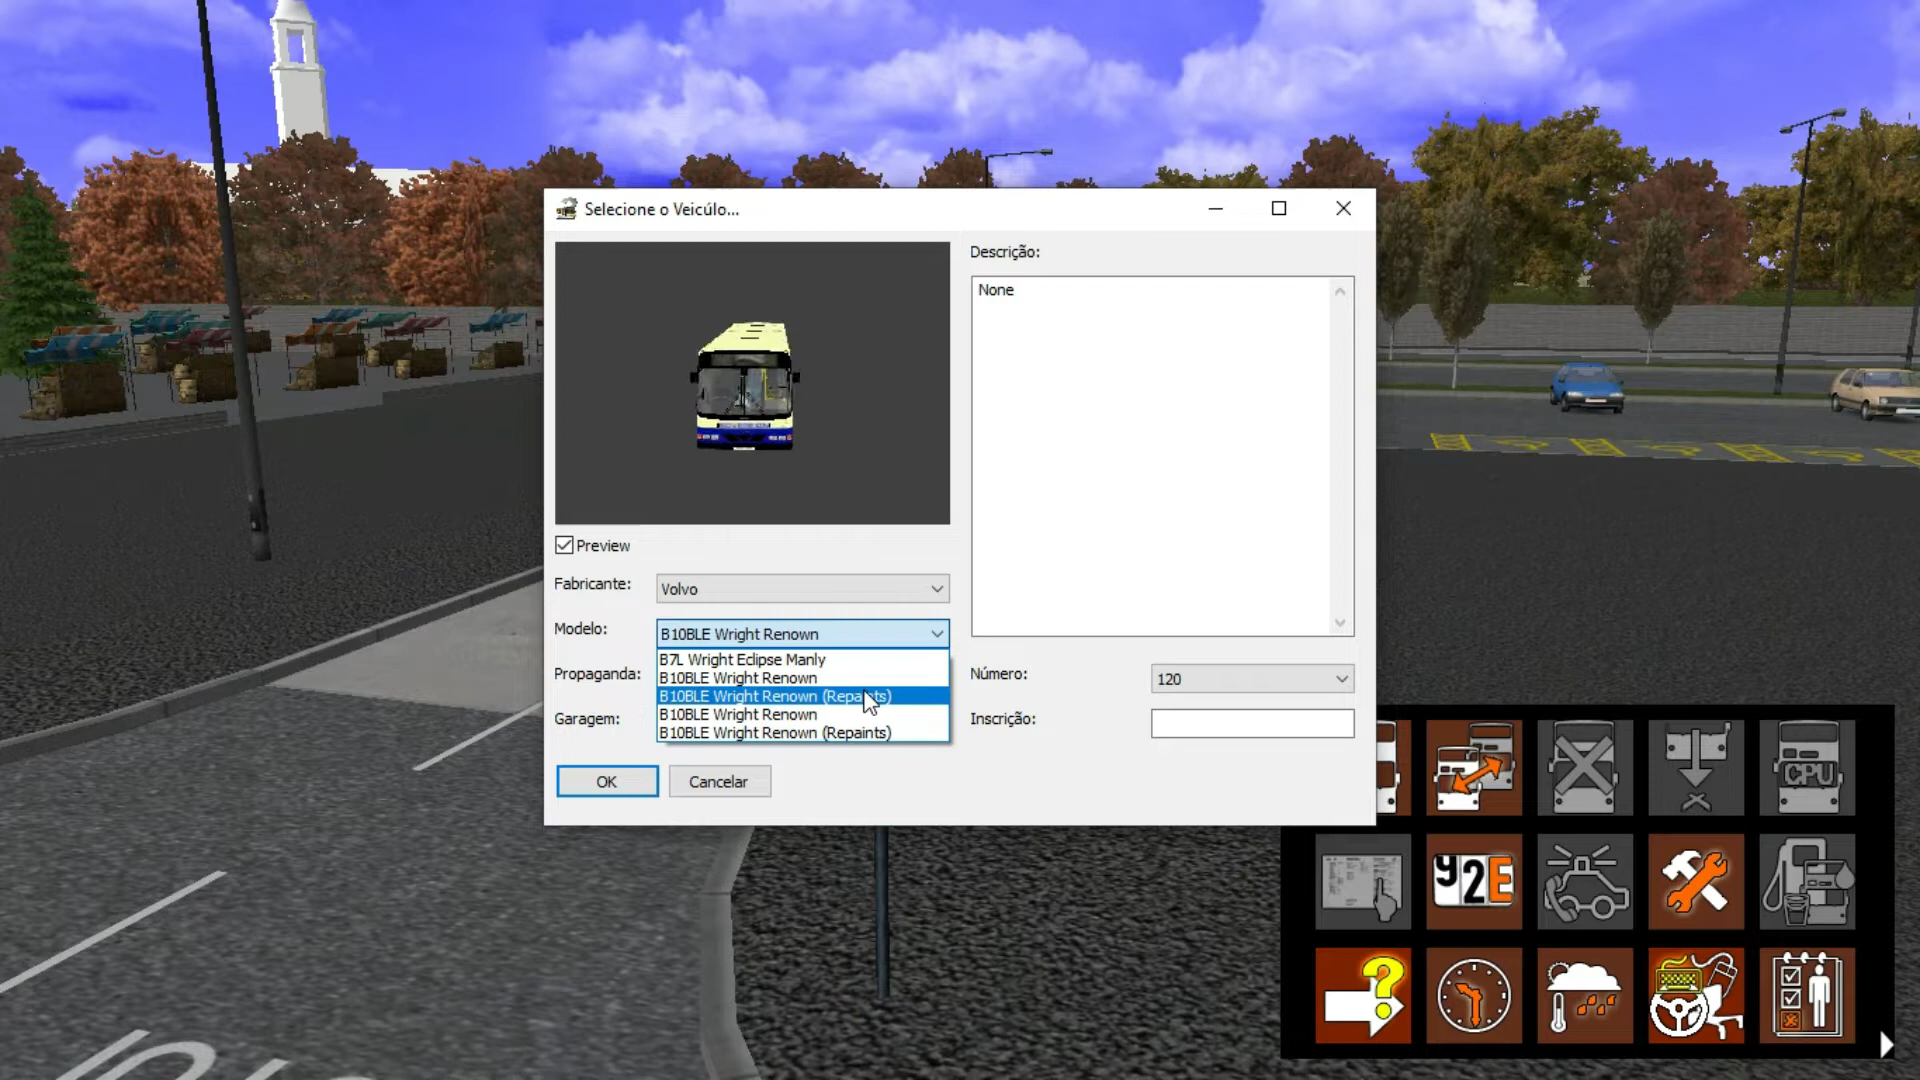 Selecione o Veicúlo...
Descrição:
None
Preview
Fabricante:
Volvo
Modelo:
B10BLE Wright Renown
B7L Wright Eclipse Manly
B10BLE Wright Renown
B10BLE Wright Renown (Repaints)
B10BLE Wright Renown
B10BLE Wright Renown (Repaints)
Propaganda:
Garagem:
Número:
120
Inscrição:
OK
Cancelar
CPU
92E
?